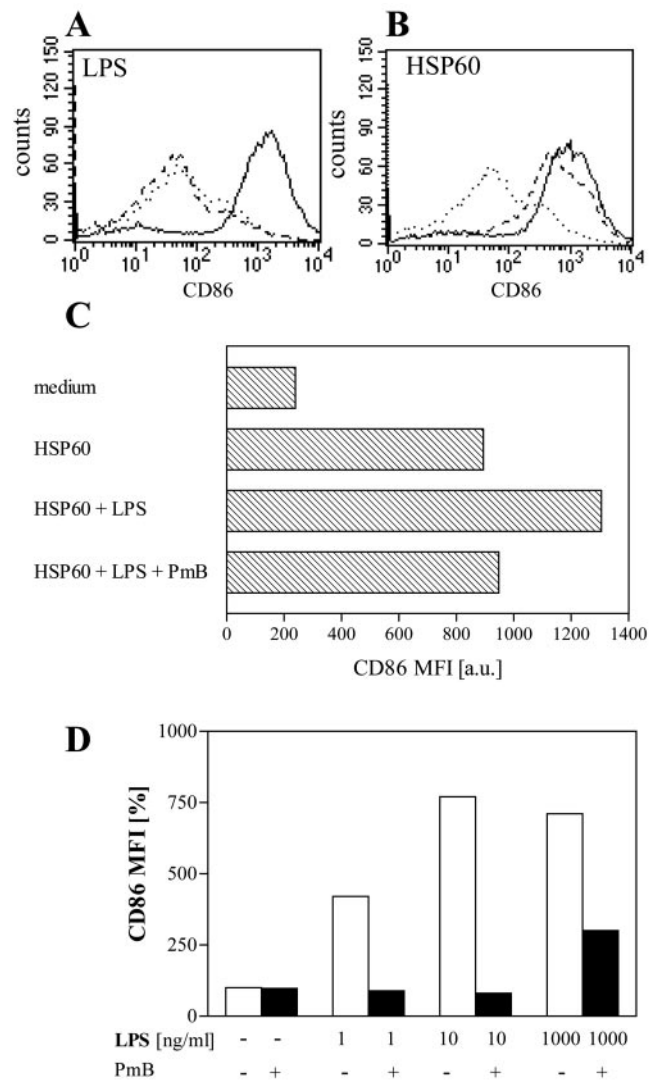 A
B
150
120
90
60
30
0
counts
LPS
10^0 10^1 10^2 10^3 10^4
CD86
150
120
90
60
30
0
counts
HSP60
10^0 10^1 10^2 10^3 10^4
CD86
C
medium
HSP60
HSP60 + LPS
HSP60 + LPS + PmB
0 200 400 600 800 1000 1200 1400
CD86 MFI [a.u.]
D
1000
750
500
250
0
CD86 MFI [%]
LPS [ng/ml] - - 1 1 10 10 1000 1000
PmB - + - + - + - +